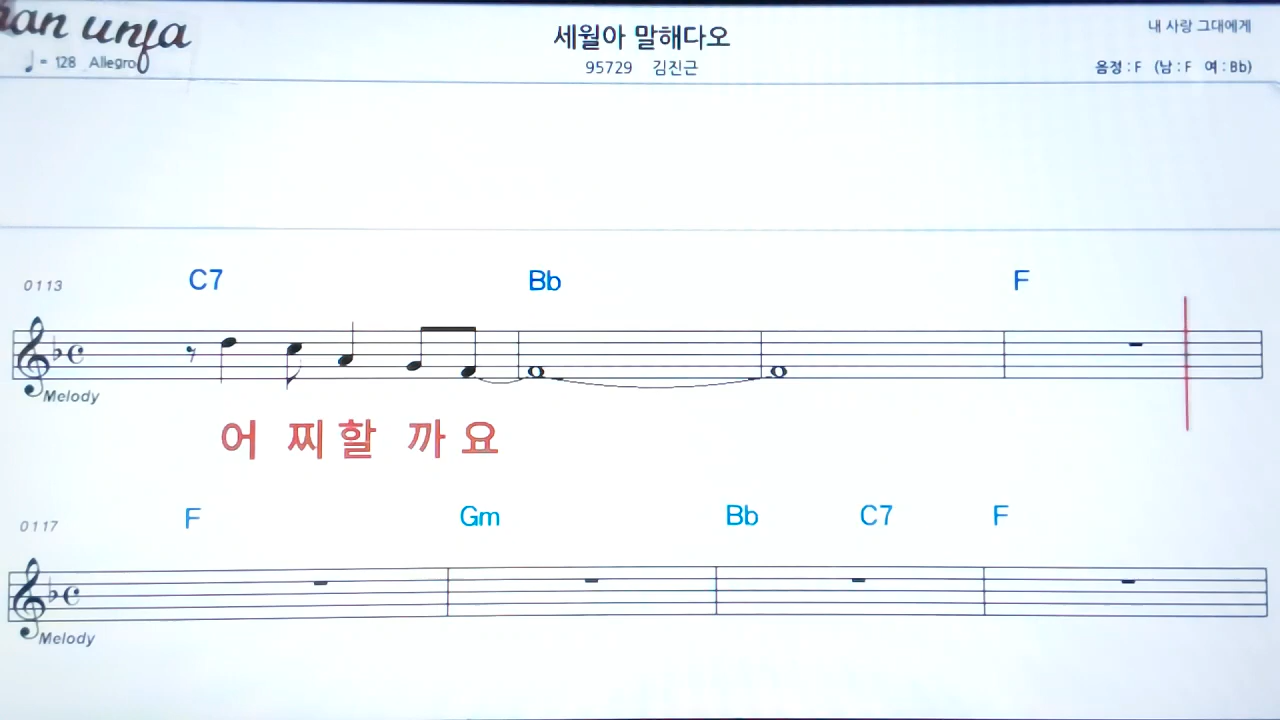 unfa
내 사랑 그대에게
세월아 말해다오
♩ = 128 Allegro
95729 김진근
음정 : F (남 : F 여 : Bb)
0113 C7 Bb F
Melody
어 찌 할 까 요
0117 F Gm Bb C7 F
Melody